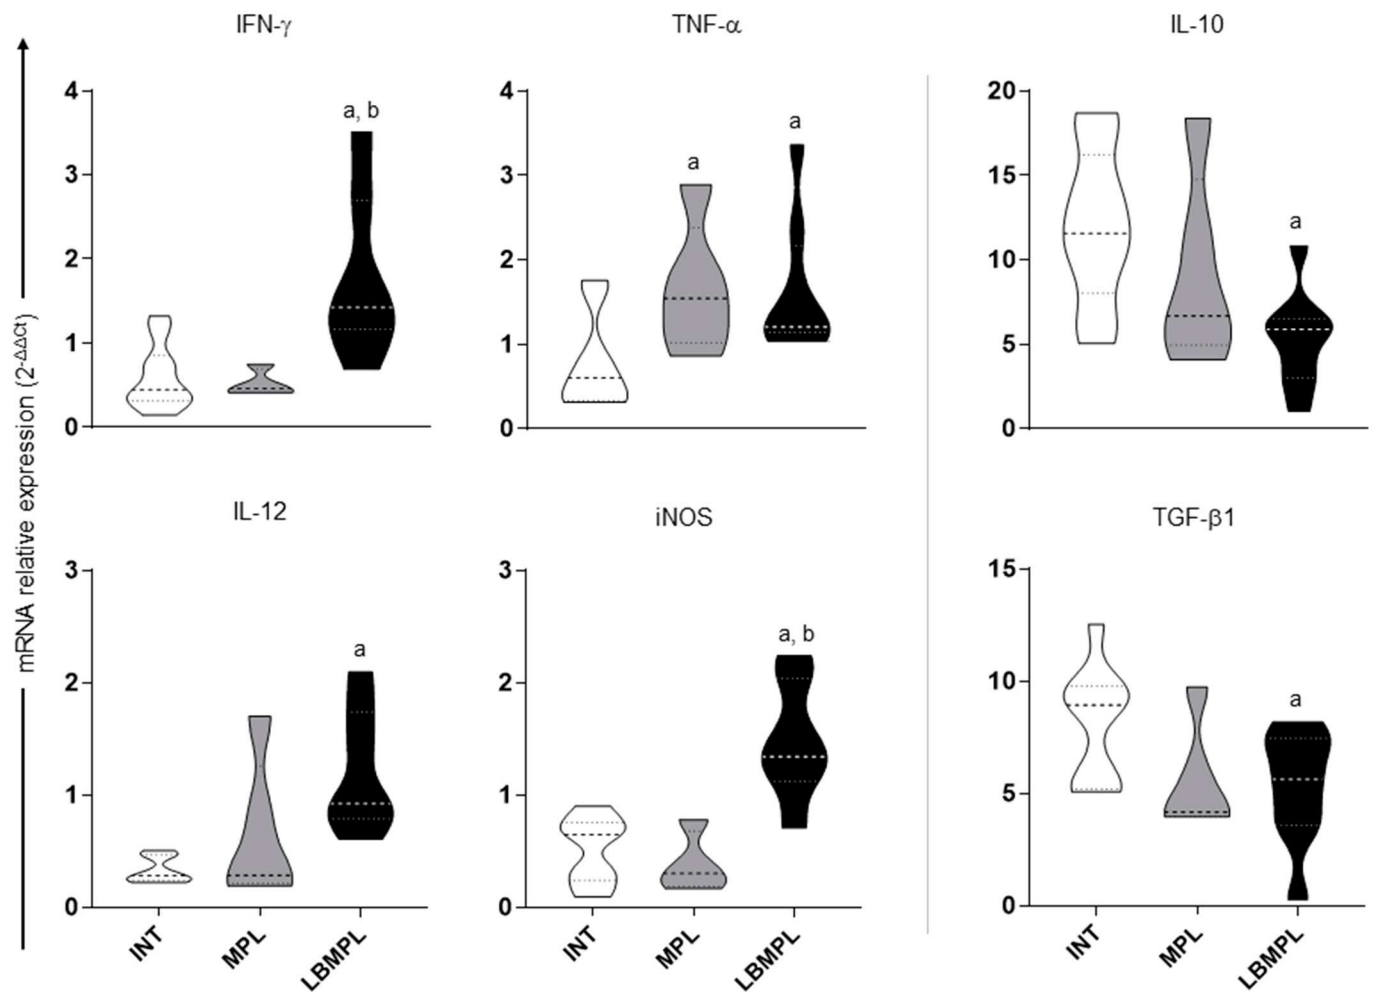 mRNA relative expression (2-ΔΔCt)
IFN-γ
4
3
2
1
0
a, b
TNF-α
4
3
2
1
0
a
a
IL-10
20
15
10
5
0
a
IL-12
3
2
1
0
a
INT
MPL
LBMPL
iNOS
3
2
1
0
a, b
INT
MPL
LBMPL
TGF-β1
15
10
5
0
a
INT
MPL
LBMPL